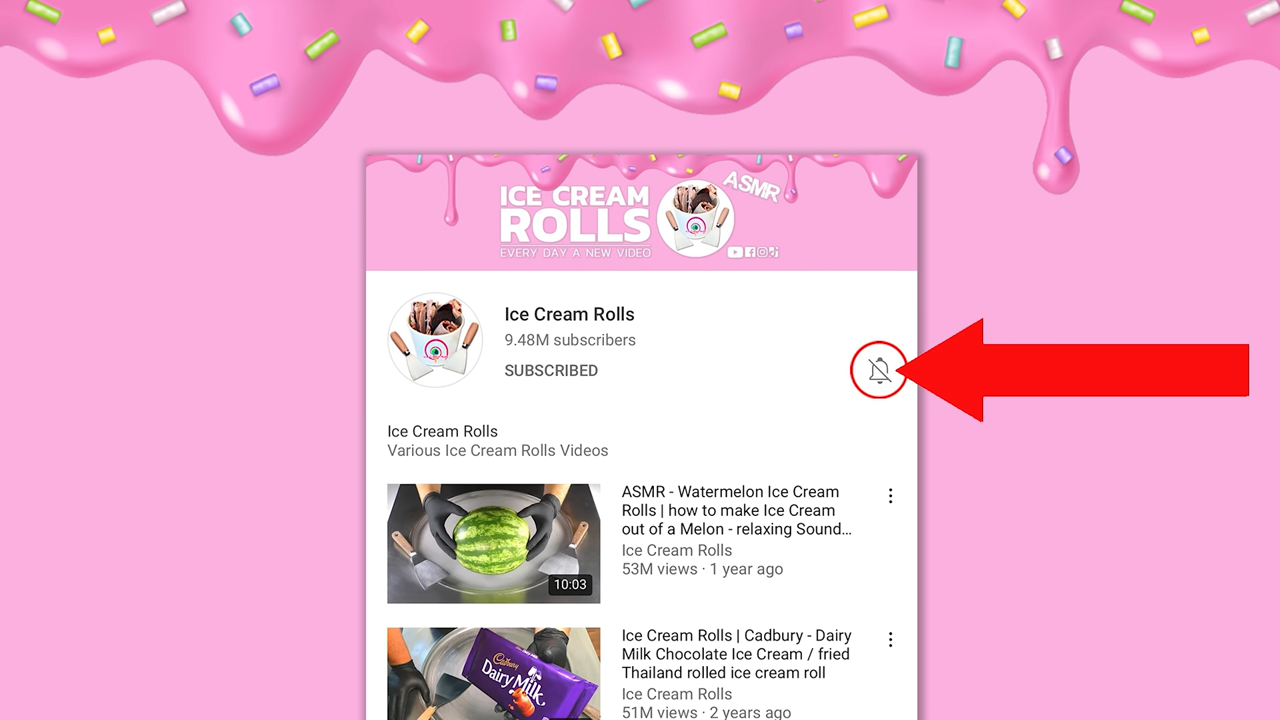 ICE CREAM
ROLLS
EVERY DAY A NEW VIDEO
ASMR
Ice Cream Rolls
9.48M subscribers
SUBSCRIBED
Ice Cream Rolls
Various Ice Cream Rolls Videos
10:03
ASMR - Watermelon Ice Cream
Rolls | how to make Ice Cream
out of a Melon - relaxing Sound...
Ice Cream Rolls
53M views · 1 year ago
Cadbury
Dairy Milk
Ice Cream Rolls | Cadbury - Dairy
Milk Chocolate Ice Cream / fried
Thailand rolled ice cream roll
Ice Cream Rolls
51M views · 2 years ago